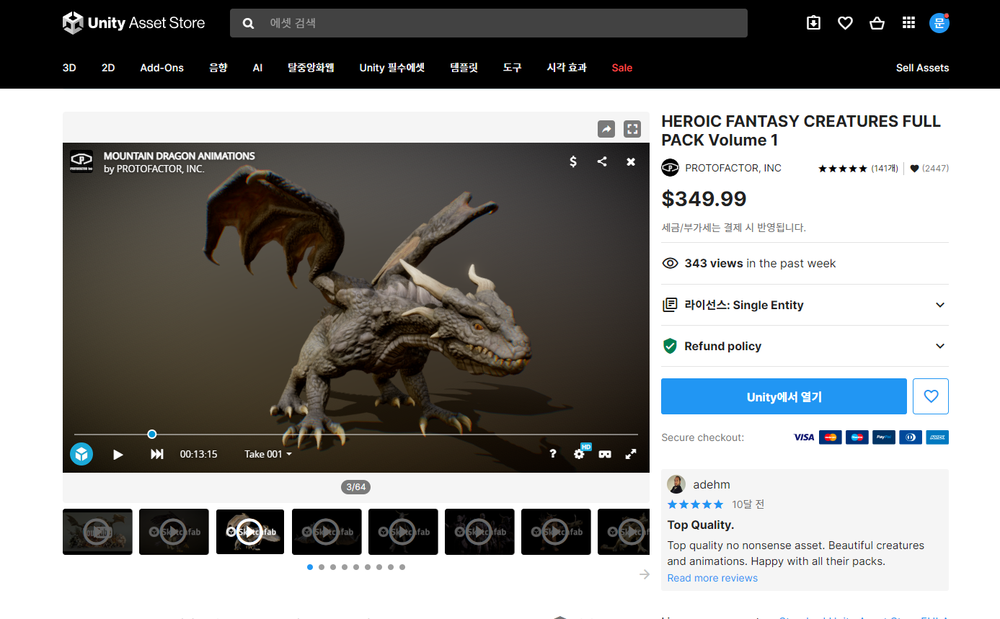 Unity Asset Store
에셋 검색
문
3D 2D Add-Ons 음향 AI 탈중앙화웹 Unity 필수에셋 템플릿 도구 시각 효과 Sale Sell Assets
MOUNTAIN DRAGON ANIMATIONS
by PROTOFACTOR, INC.
$
00:13:15 Take 001 ? HD
3/64
HEROIC FANTASY CREATURES FULL
PACK Volume 1
PROTOFACTOR, INC (141개) (2447)
$349.99
세금/부가세는 결제 시 반영됩니다.
343 views in the past week
라이선스: Single Entity
Refund policy
Unity에서 열기
Secure checkout: VISA PayPal AMEX
adehm
10달 전
Top Quality.
Top quality no nonsense asset. Beautiful creatures
and animations. Happy with all their packs.
Read more reviews